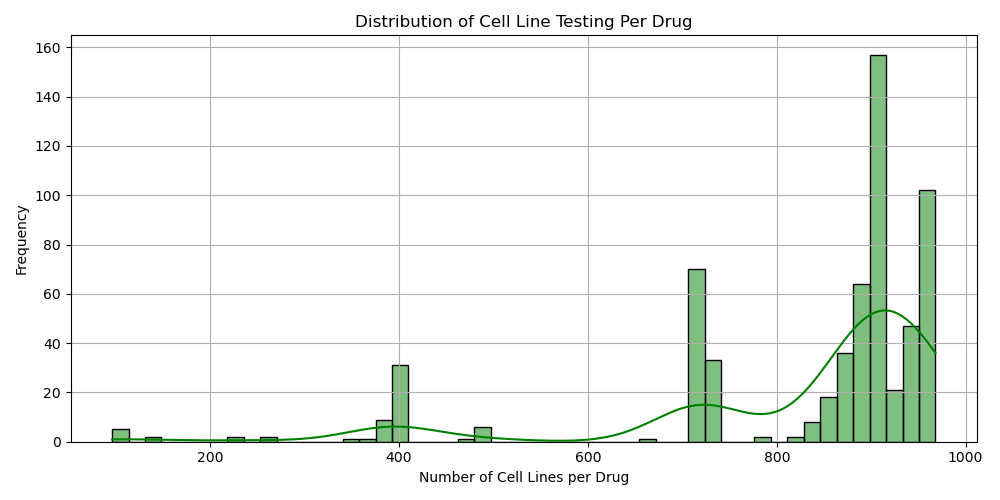 Distribution of Cell Line Testing Per Drug
160
140
120
100
80
60
40
20
0
Frequency
200 400 600 800 1000
Number of Cell Lines per Drug